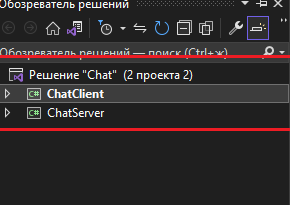 Обозреватель решений
Обозреватель решений — поиск (Ctrl+ж)
Решение "Chat" (2 проекта 2)
C# ChatClient
C# ChatServer